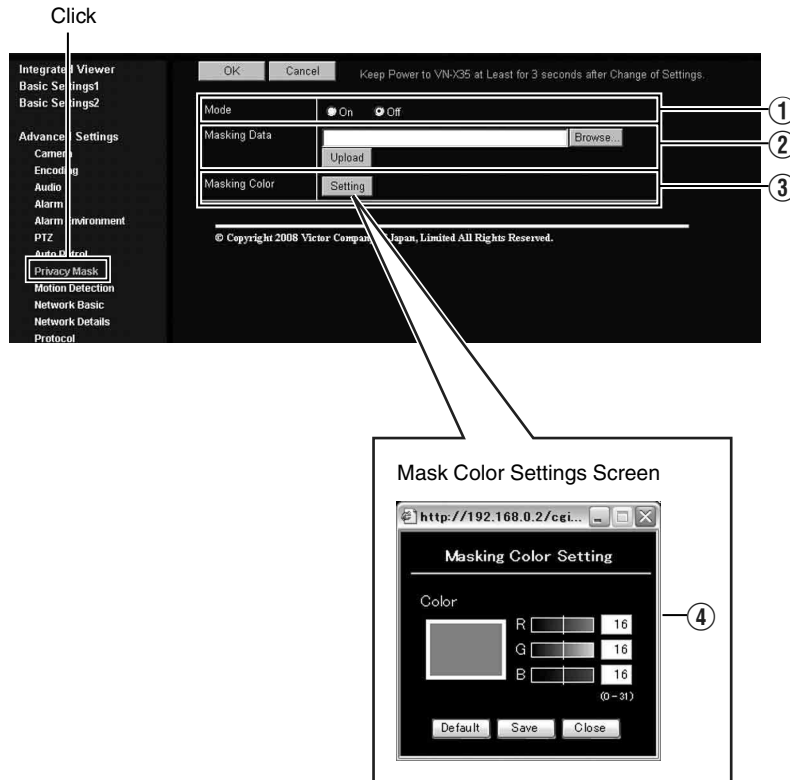 Click
Integrated Viewer
Basic Settings1
Basic Settings2
Advanced Settings
Camera
Encoding
Audio
Alarm
Alarm Environment
PTZ
Auto Patrol
Privacy Mask
Motion Detection
Network Basic
Network Details
Protocol
OK Cancel Keep Power to VN-X35 at Least for 3 seconds after Change of Settings.
Mode On Off ①
Masking Data Browse... ②
Upload
Masking Color Setting ③
© Copyright 2008 Victor Company of Japan, Limited All Rights Reserved.
Mask Color Settings Screen
http://192.168.0.2/cgi...
Masking Color Setting
Color
R 16
G 16
B 16
(0-31)
④
Default Save Close